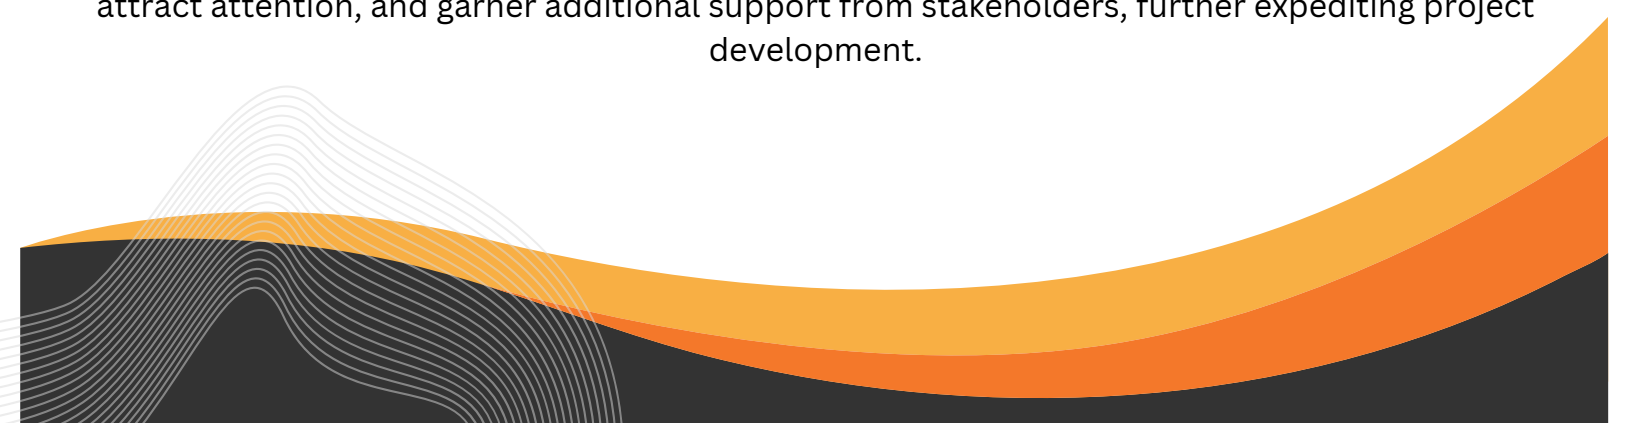 attract attention, and garner additional support from stakeholders, further expediting project
development.